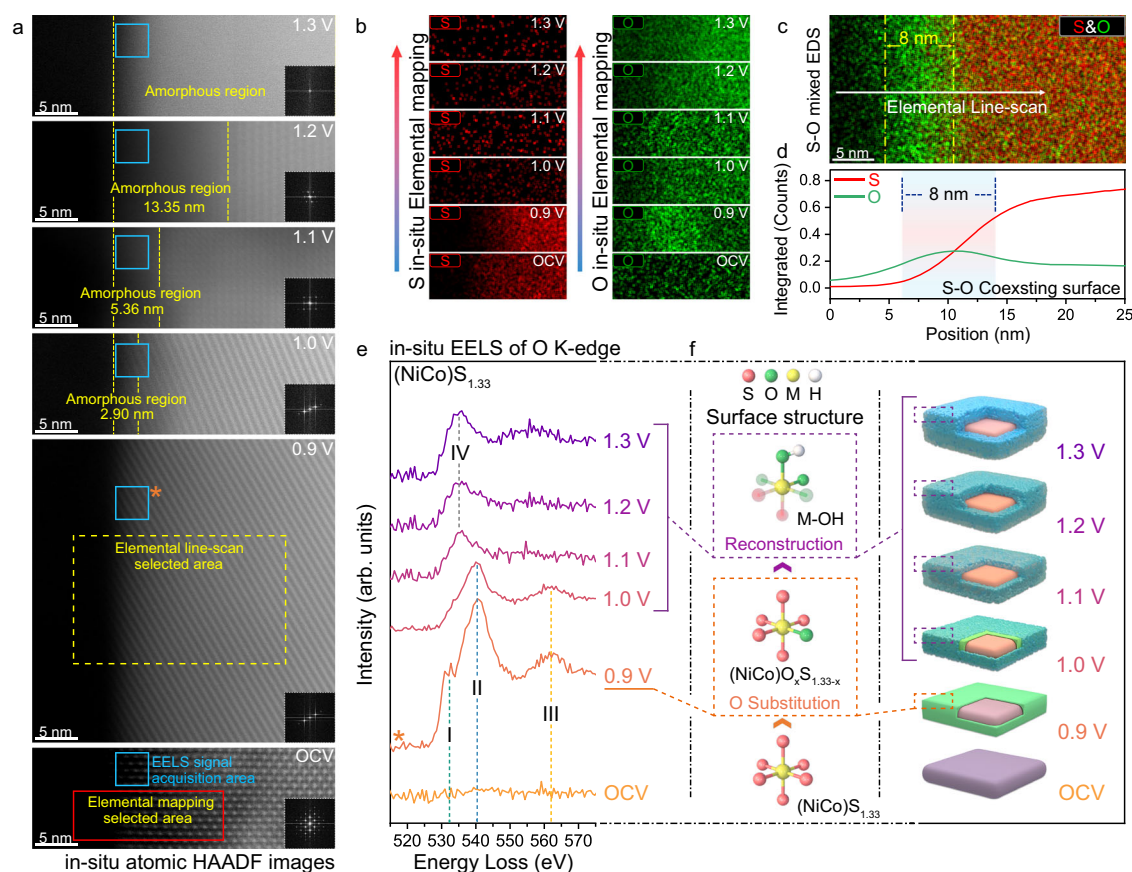 a
1.3 V
Amorphous region
5 nm
1.2 V
Amorphous region
13.35 nm
5 nm
1.1 V
Amorphous region
5.36 nm
5 nm
1.0 V
Amorphous region
2.90 nm
5 nm
0.9 V
*
Elemental line-scan
selected area
5 nm
OCV
EELS signal
acquisition area
Elemental mapping
selected area
5 nm
in-situ atomic HAADF images
b
S in-situ Elemental mapping
S 1.3 V
S 1.2 V
S 1.1 V
S 1.0 V
S 0.9 V
S OCV
O in-situ Elemental mapping
O 1.3 V
O 1.2 V
O 1.1 V
O 1.0 V
O 0.9 V
O OCV
c
S-O mixed EDS
S&O
8 nm
Elemental Line-scan
5 nm
d
Integrated (Counts)
0.8
0.6
0.4
0.2
0.0
S
O
8 nm
S-O Coexsting surface
0 5 10 15 20 25
Position (nm)
e in-situ EELS of O K-edge
(NiCo)S1.33
Intensity (arb. units)
IV
I
II
III
1.3 V
1.2 V
1.1 V
1.0 V
0.9 V
*
OCV
520 530 540 550 560 570
Energy Loss (eV)
f
S O M H
Surface structure
M-OH
Reconstruction
(NiCo)OxS1.33-x
O Substitution
(NiCo)S1.33
1.3 V
1.2 V
1.1 V
1.0 V
0.9 V
OCV